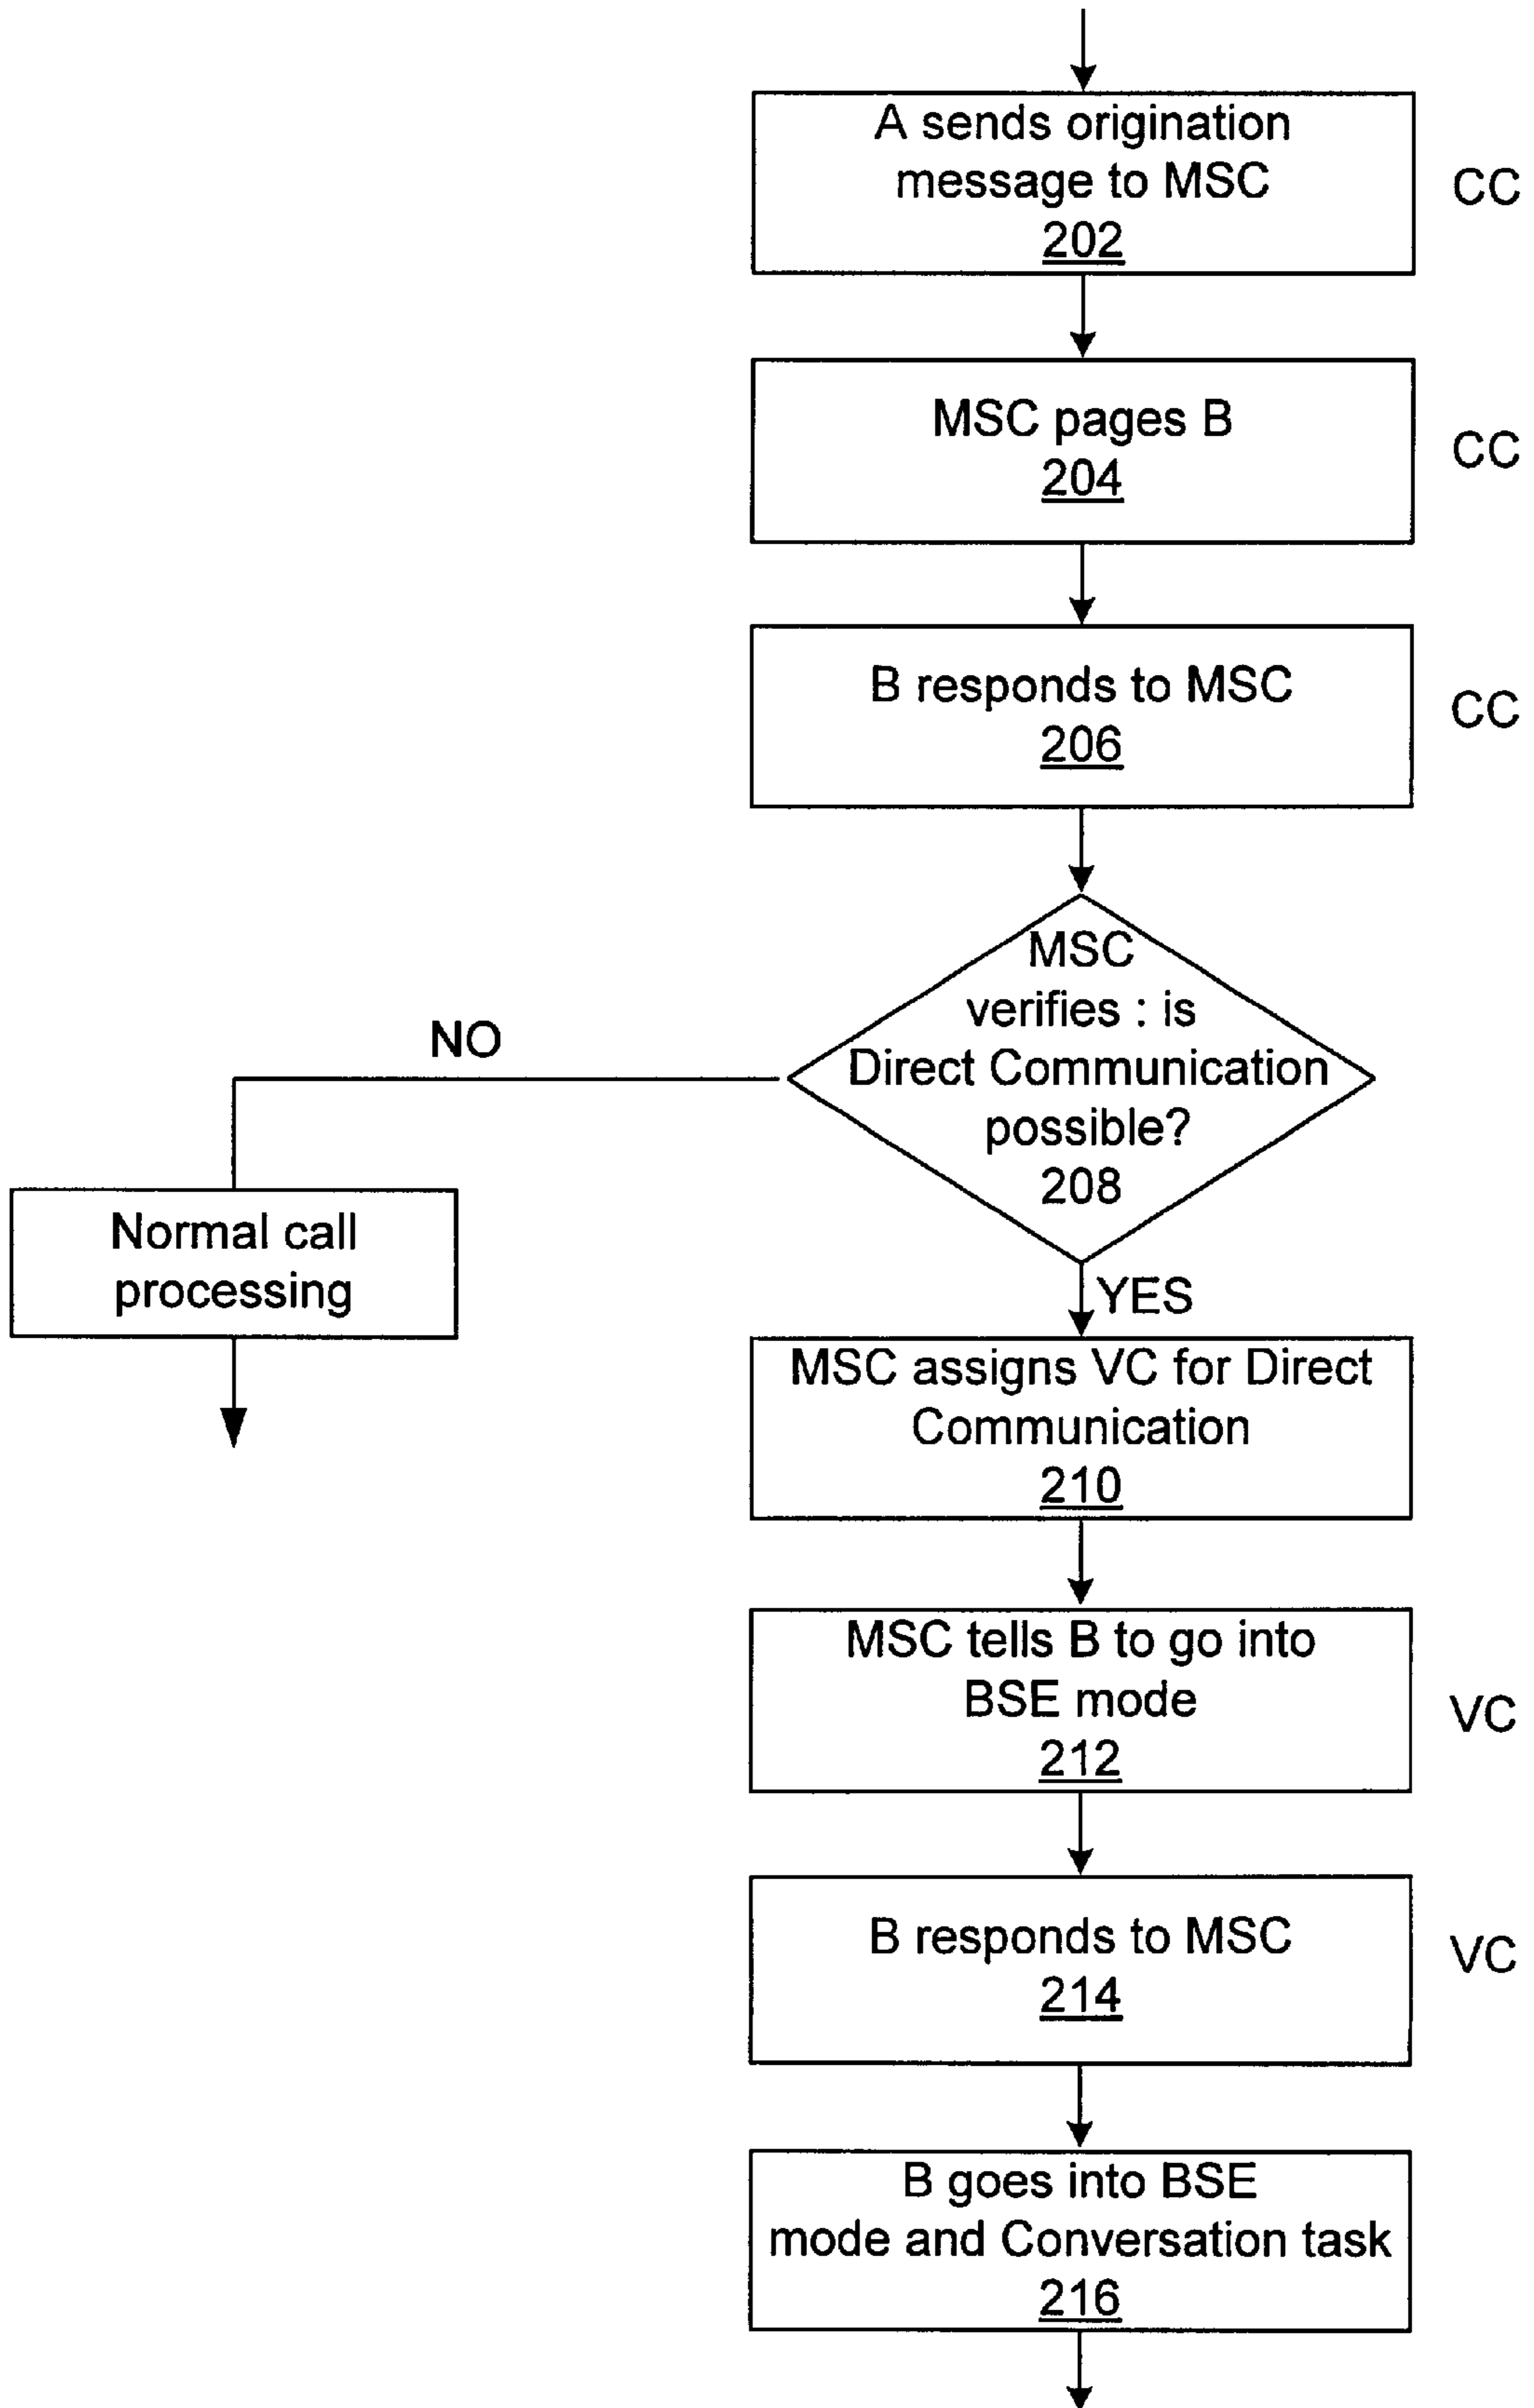 A sends origination
message to MSC
202
CC
MSC pages B
204
CC
B responds to MSC
206
CC
MSC
verifies : is
Direct Communication
possible?
208
NO
Normal call
processing
YES
MSC assigns VC for Direct
Communication
210
MSC tells B to go into
BSE mode
212
VC
B responds to MSC
214
VC
B goes into BSE
mode and Conversation task
216